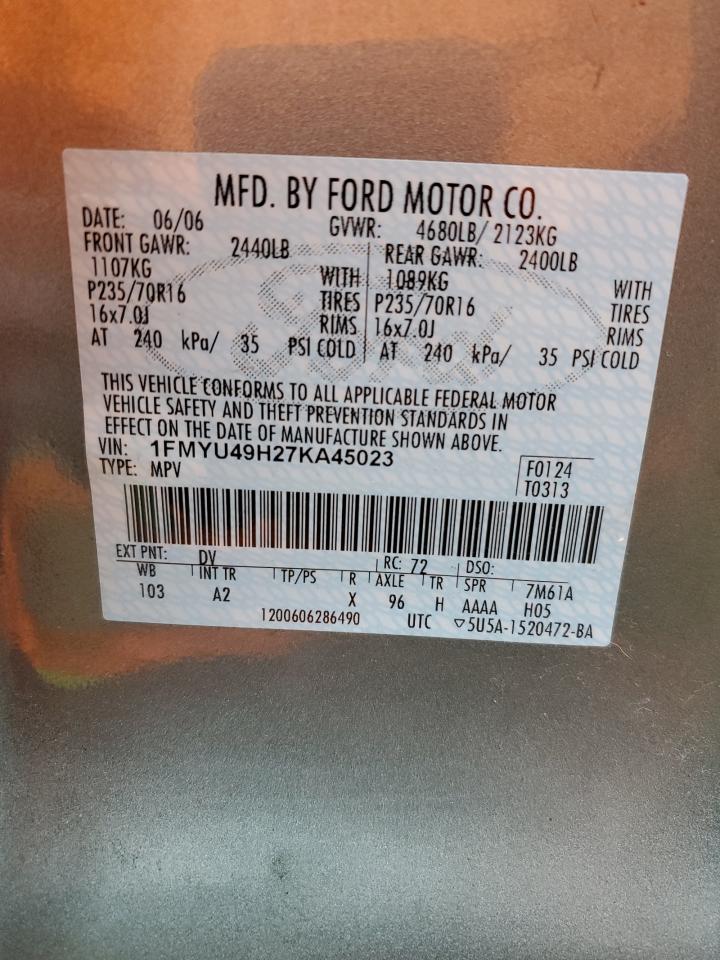 MFD. BY FORD MOTOR CO.
DATE: 06/06 GVWR: 4680LB/ 2123KG
FRONT GAWR: 2440LB REAR GAWR: 2400LB
1107KG WITH 1089KG WITH
P235/70R16 TIRES P235/70R16 TIRES
16x7.0J RIMS 16x7.0J RIMS
AT 240 kPa/ 35 PSI COLD AT 240 kPa/ 35 PSI COLD
THIS VEHICLE CONFORMS TO ALL APPLICABLE FEDERAL MOTOR
VEHICLE SAFETY AND THEFT PREVENTION STANDARDS IN
EFFECT ON THE DATE OF MANUFACTURE SHOWN ABOVE.
VIN: 1FMYU49H27KA45023
TYPE: MPV F0124
T0313
EXT PNT: DV RC: 72 DSO:
WB INT TR TP/PS R AXLE TR SPR 7M61A
103 A2 X 96 H AAAA H05
1200606286490 UTC ▽5U5A-1520472-BA